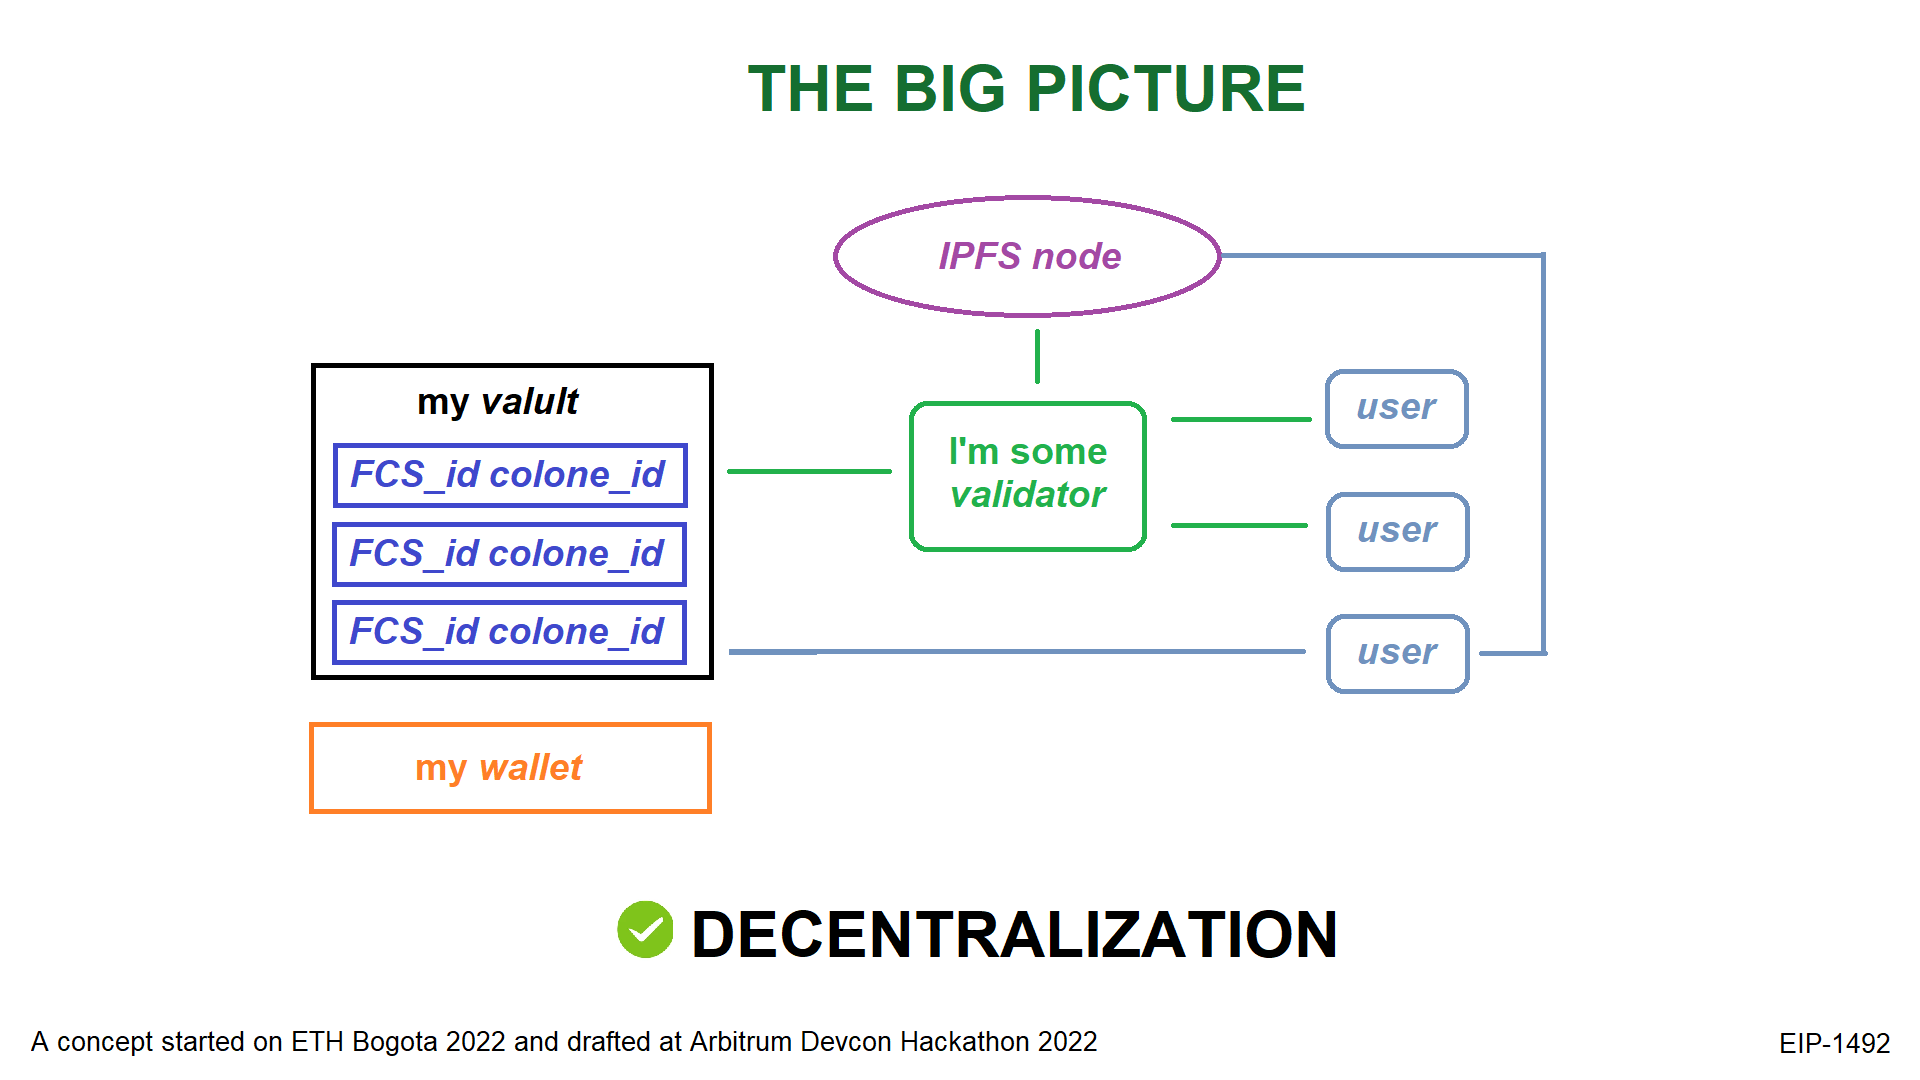 THE BIG PICTURE
IPFS node
my valult
FCS_id colone_id
FCS_id colone_id
FCS_id colone_id
I'm some
validator
user
user
user
my wallet
DECENTRALIZATION
A concept started on ETH Bogota 2022 and drafted at Arbitrum Devcon Hackathon 2022
EIP-1492